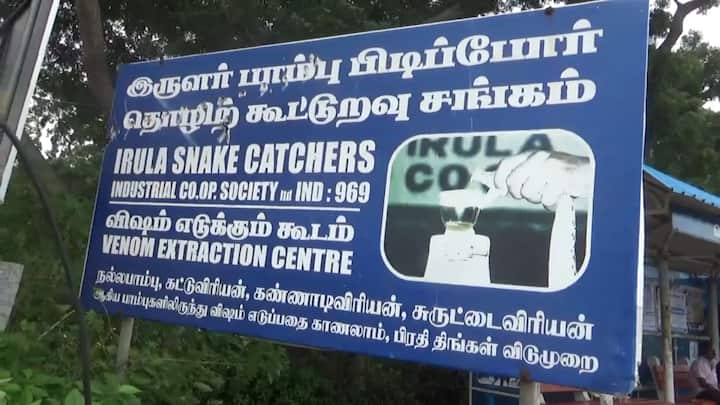 இருளர் பாம்பு பிடிப்போர்
தொழிற் கூட்டுறவு சங்கம்
IRULA SNAKE CATCHERS
INDUSTRIAL CO.OP. SOCIETY ltd IND : 969
விஷம் எடுக்கும் கூடம்
VENOM EXTRACTION CENTRE
IRULA
CO
நல்லபாம்பு, கட்டுவிரியன், கண்ணாடிவிரியன், சுருட்டைவிரியன்
ஆகிய பாம்புகளிலிருந்து விஷம் எடுப்பதை காணலாம், பிரதி திங்கள் விடுமுறை